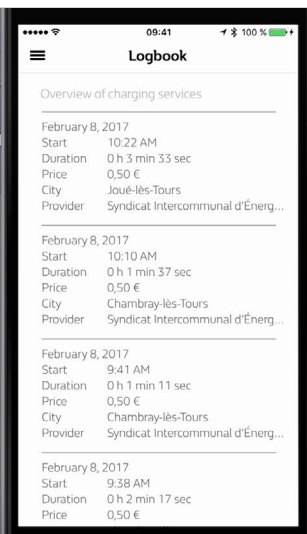 09:41
100 %
Logbook
Overview of charging services
February 8, 2017
Start 10:22 AM
Duration 0 h 3 min 33 sec
Price 0,50 €
City Joué-lès-Tours
Provider Syndicat Intercommunal d'Énerg...
February 8, 2017
Start 10:10 AM
Duration 0 h 1 min 37 sec
Price 0,50 €
City Chambray-lès-Tours
Provider Syndicat Intercommunal d'Énerg...
February 8, 2017
Start 9:41 AM
Duration 0 h 1 min 11 sec
Price 0,50 €
City Chambray-lès-Tours
Provider Syndicat Intercommunal d'Énerg...
February 8, 2017
Start 9:38 AM
Duration 0 h 2 min 17 sec
Price 0,50 €